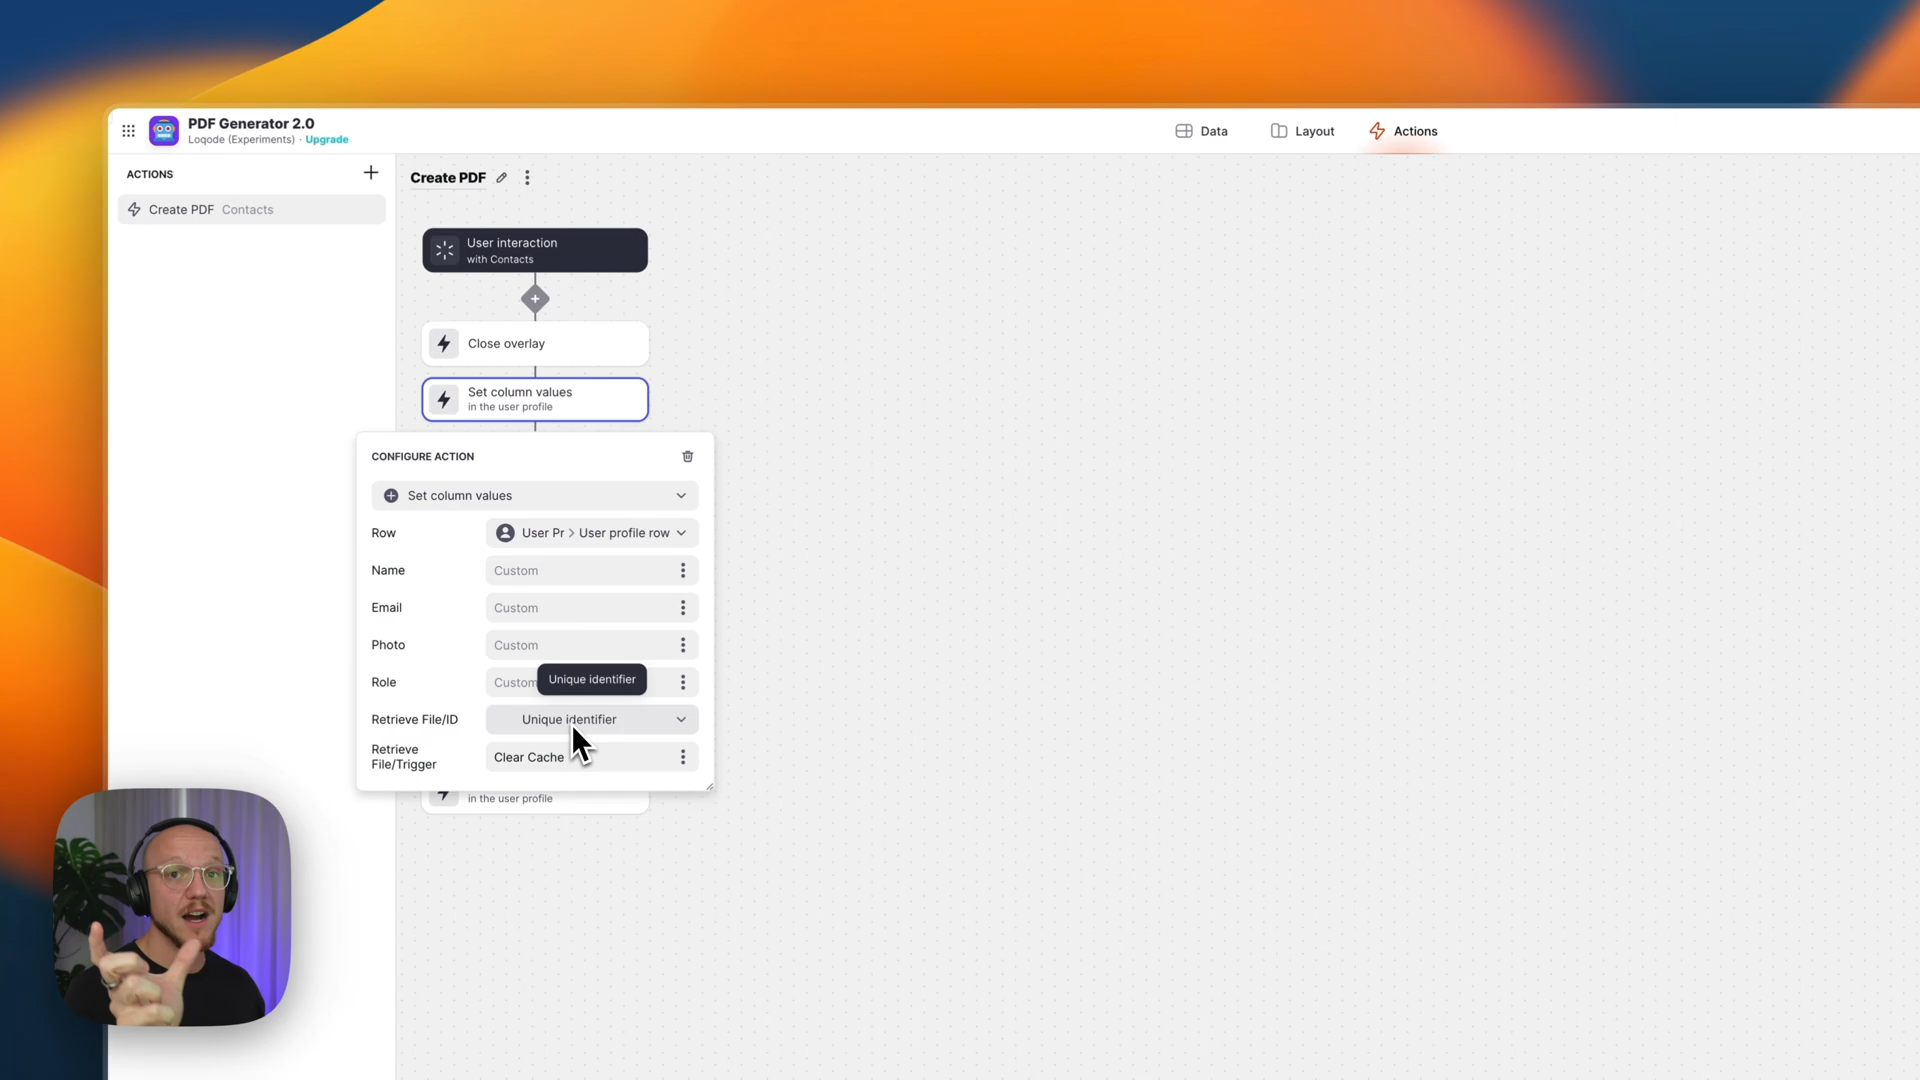 PDF Generator 2.0
Loqode (Experiments) · Upgrade
Data
Layout
Actions
ACTIONS
Create PDF Contacts
Create PDF
User interaction
with Contacts
Close overlay
Set column values
in the user profile
CONFIGURE ACTION
Set column values
Row
User Pr > User profile row
Name
Custom
Email
Custom
Photo
Custom
Role
Custom
Unique identifier
Retrieve File/ID
Unique identifier
Retrieve
File/Trigger
Clear Cache
in the user profile